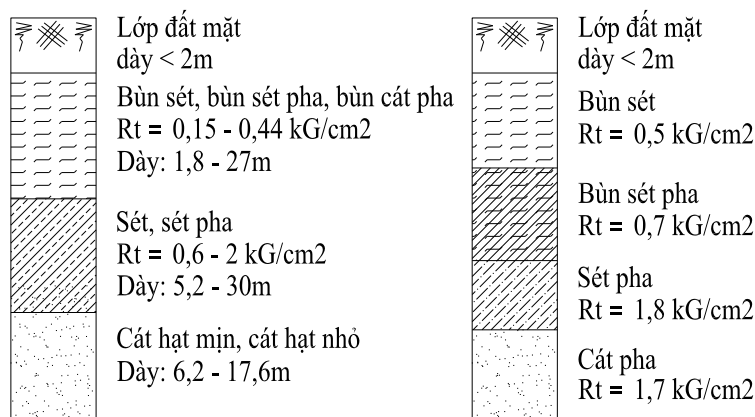 Lớp đất mặt
dày < 2m
Bùn sét, bùn sét pha, bùn cát pha
Rt = 0,15 - 0,44 kG/cm2
Dày: 1,8 - 27m
Sét, sét pha
Rt = 0,6 - 2 kG/cm2
Dày: 5,2 - 30m
Cát hạt mịn, cát hạt nhỏ
Dày: 6,2 - 17,6m
Lớp đất mặt
dày < 2m
Bùn sét
Rt = 0,5 kG/cm2
Bùn sét pha
Rt = 0,7 kG/cm2
Sét pha
Rt = 1,8 kG/cm2
Cát pha
Rt = 1,7 kG/cm2